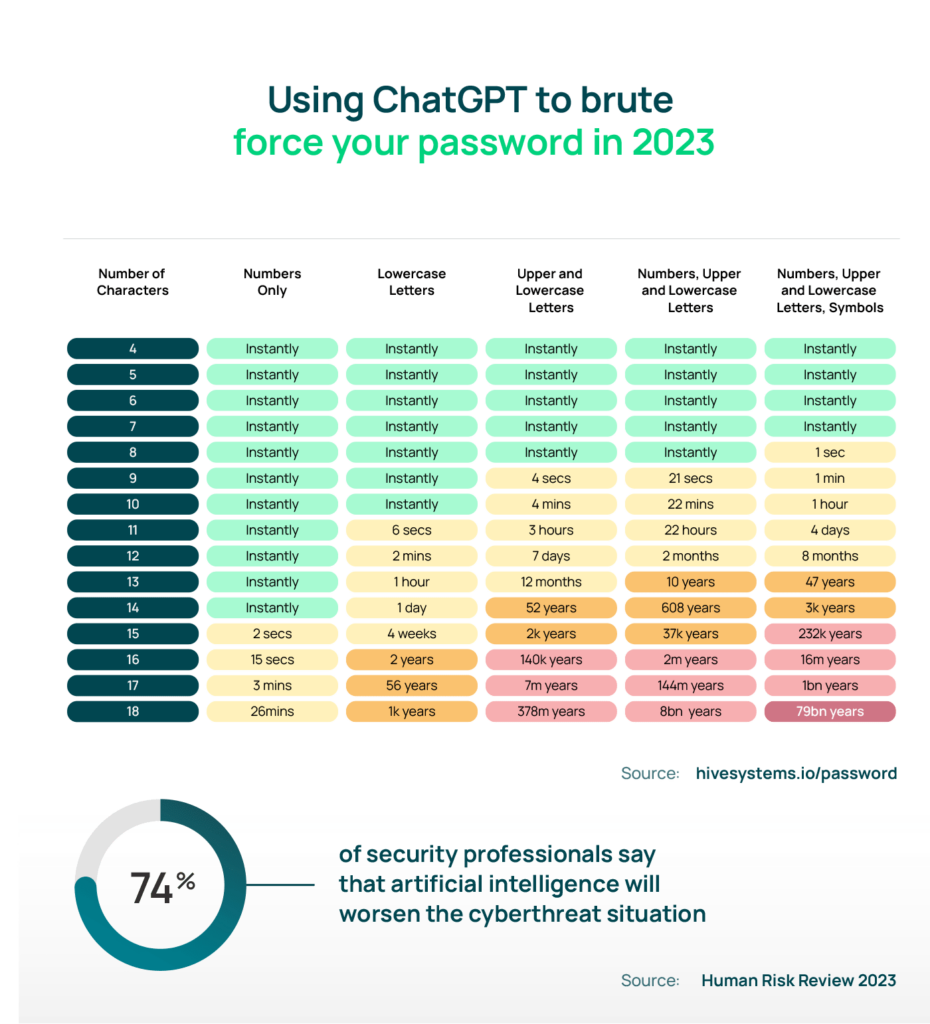 Using ChatGPT to brute
force your password in 2023
Number of Characters Numbers Only Lowercase Letters Upper and Lowercase Letters Numbers, Upper and Lowercase Letters Numbers, Upper and Lowercase Letters, Symbols
4 Instantly Instantly Instantly Instantly Instantly
5 Instantly Instantly Instantly Instantly Instantly
6 Instantly Instantly Instantly Instantly Instantly
7 Instantly Instantly Instantly Instantly Instantly
8 Instantly Instantly Instantly Instantly 1 sec
9 Instantly Instantly 4 secs 21 secs 1 min
10 Instantly Instantly 4 mins 22 mins 1 hour
11 Instantly 6 secs 3 hours 22 hours 4 days
12 Instantly 2 mins 7 days 2 months 8 months
13 Instantly 1 hour 12 months 10 years 47 years
14 Instantly 1 day 52 years 608 years 3k years
15 2 secs 4 weeks 2k years 37k years 232k years
16 15 secs 2 years 140k years 2m years 16m years
17 3 mins 56 years 7m years 144m years 1bn years
18 26mins 1k years 378m years 8bn years 79bn years
Source: hivesystems.io/password
74%
of security professionals say
that artificial intelligence will
worsen the cyberthreat situation
Source: Human Risk Review 2023